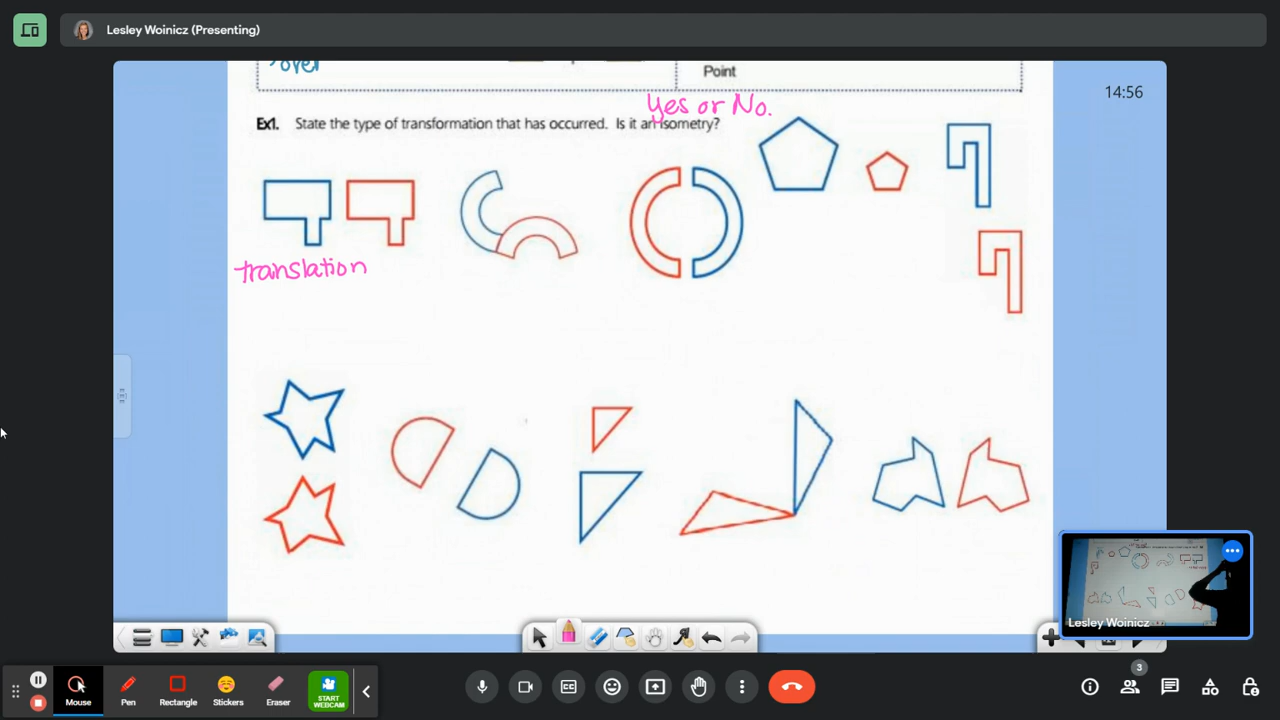 Lesley Woinicz (Presenting)
over
Point
14:56
Yes or No.
Ex1. State the type of transformation that has occurred. Is it an isometry?
translation
Lesley Woinicz
Mouse
Pen
Rectangle
Stickers
Eraser
START
WEBCAM
CC
3